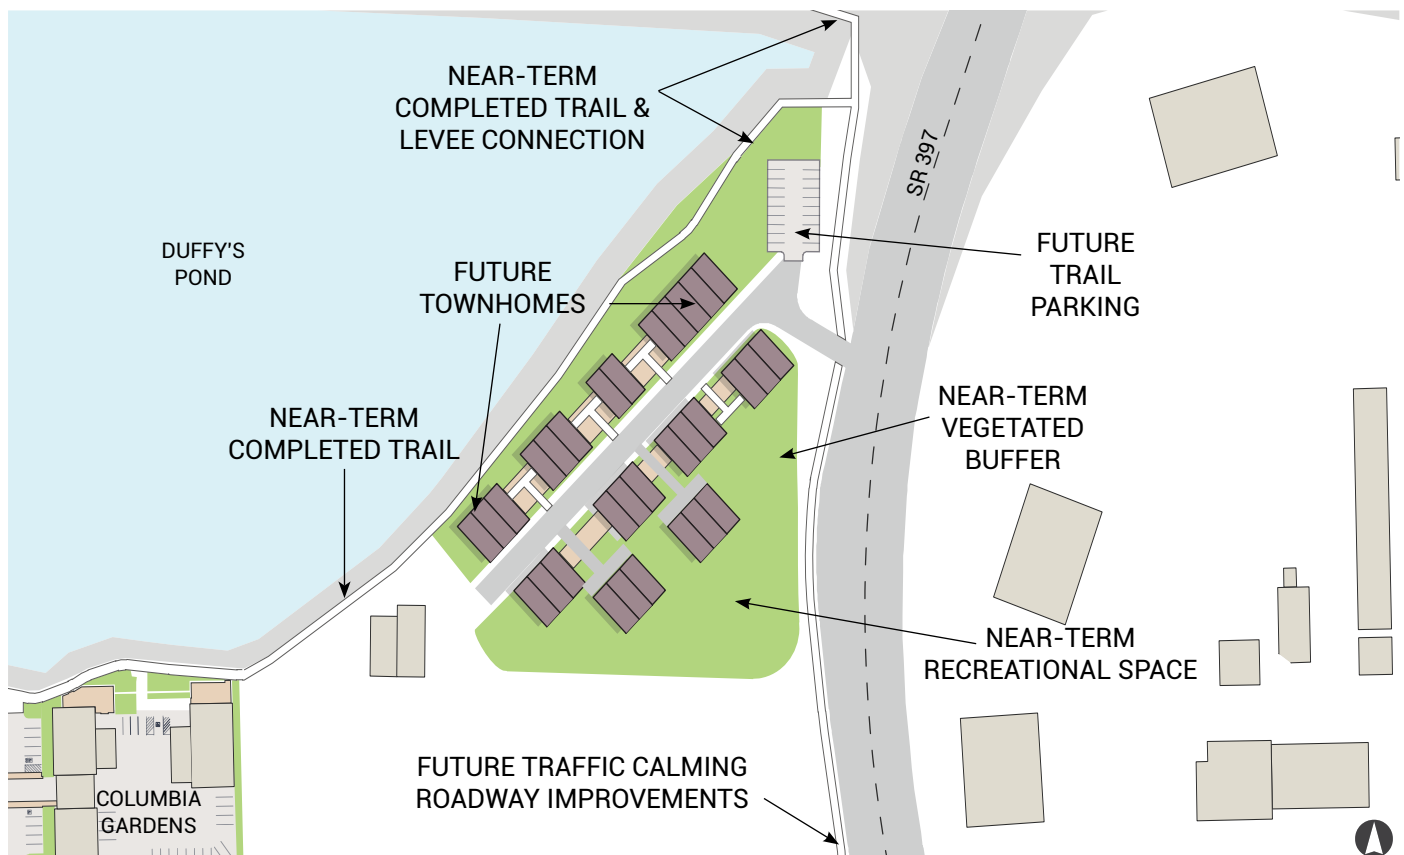 NEAR-TERM
COMPLETED TRAIL &
LEVEE CONNECTION
SR 397
DUFFY'S
POND
FUTURE
TOWNHOMES
FUTURE
TRAIL
PARKING
NEAR-TERM
COMPLETED TRAIL
NEAR-TERM
VEGETATED
BUFFER
NEAR-TERM
RECREATIONAL SPACE
FUTURE TRAFFIC CALMING
ROADWAY IMPROVEMENTS
COLUMBIA
GARDENS